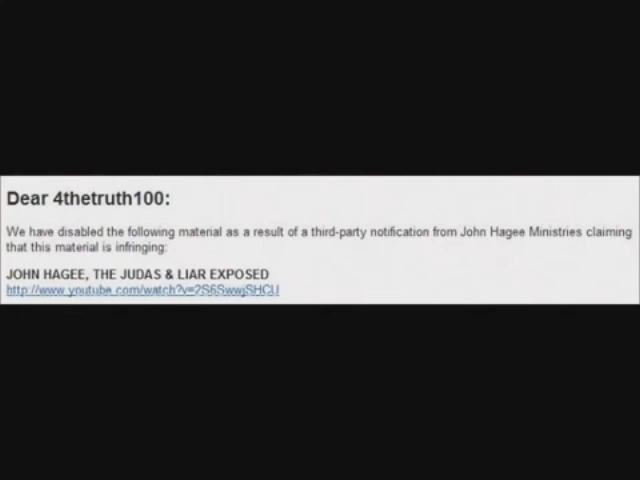 Dear 4thetruth100:
We have disabled the following material as a result of a third-party notification from John Hagee Ministries claiming
that this material is infringing:
JOHN HAGEE, THE JUDAS & LIAR EXPOSED
http://www.youtube.com/watch?v=2S6SwwjSHCU